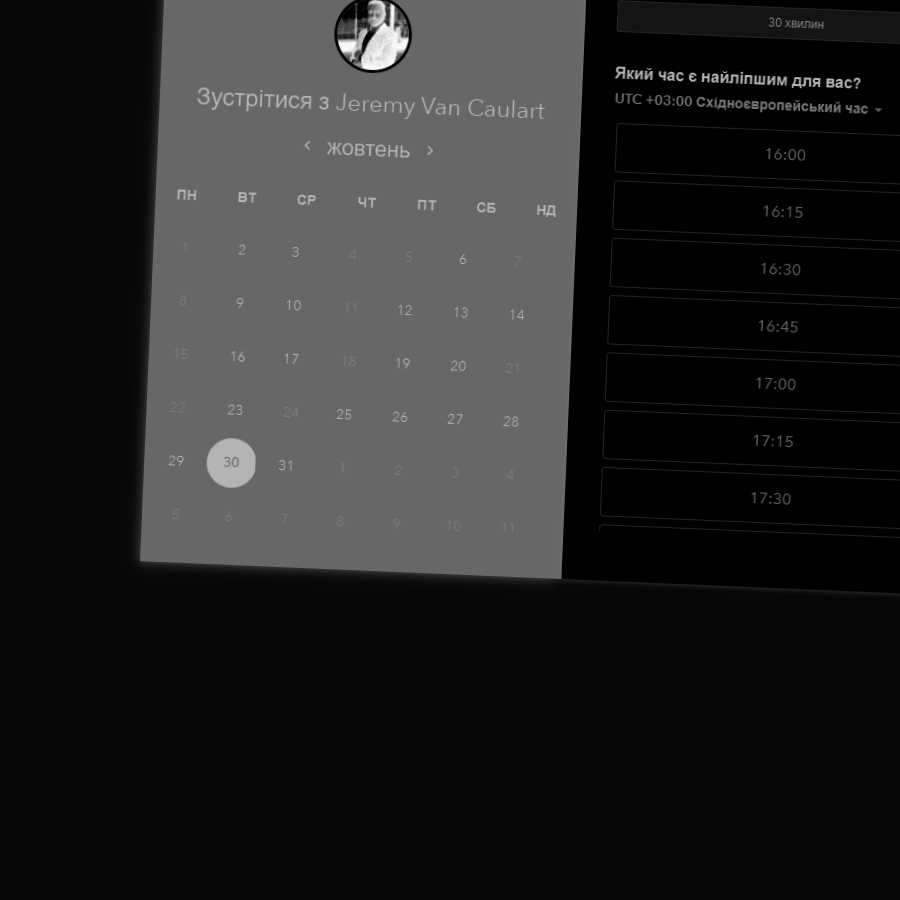 Зустрітися з Jeremy Van Caulart
‹ жовтень ›
ПН ВТ СР ЧТ ПТ СБ НД
1 2 3 4 5 6 7
8 9 10 11 12 13 14
15 16 17 18 19 20 21
22 23 24 25 26 27 28
29 30 31 1 2 3 4
5 6 7 8 9 10 11
30 хвилин
Який час є найліпшим для вас?
UTC +03:00 Східноєвропейський час
16:00
16:15
16:30
16:45
17:00
17:15
17:30